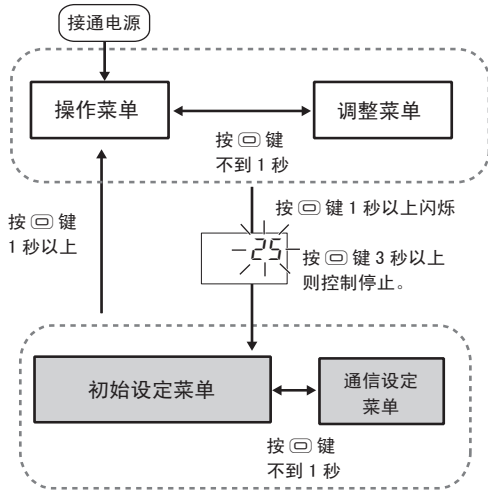 接通电源
操作菜单
调整菜单
按 键
不到 1 秒
按 键 1 秒以上闪烁
按 键
1 秒以上
25
按 键 3 秒以上
则控制停止。
初始设定菜单
通信设定
菜单
按 键
不到 1 秒